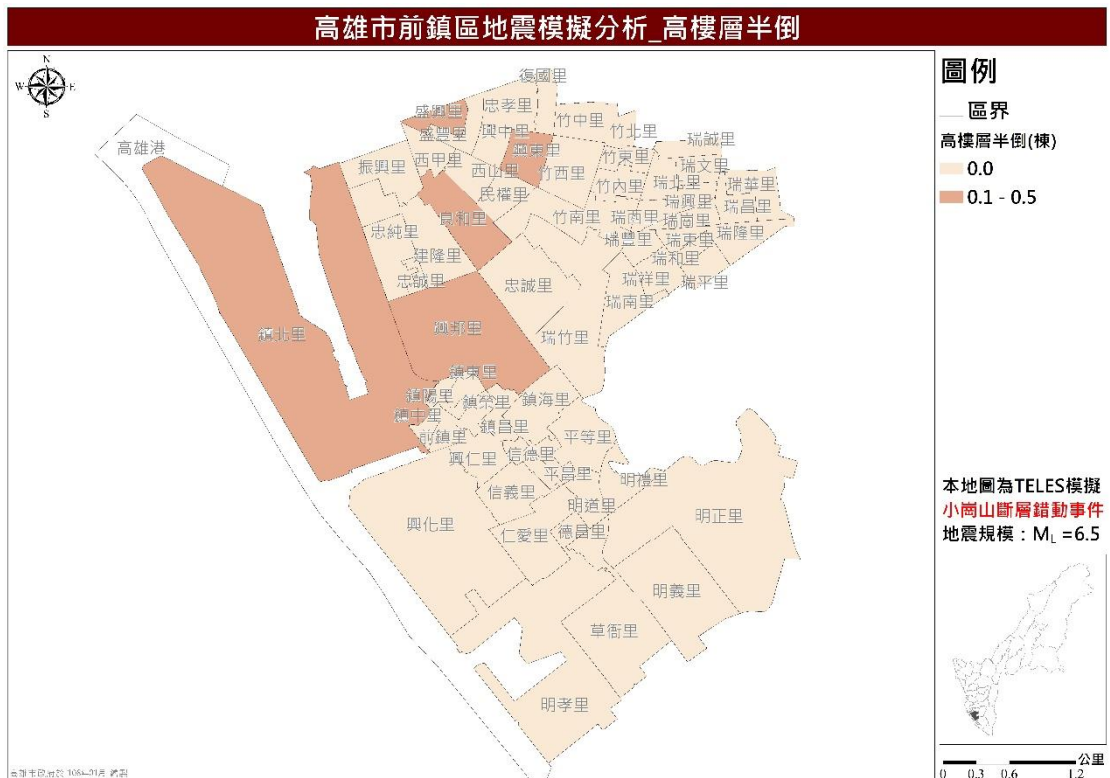 高雄市前鎮區地震模擬分析_高樓層半倒
N
W E
S
圖例
區界
高樓層半倒(棟)
0.0
0.1 - 0.5
高雄港
復國里
盛興里
忠孝里
竹中里
竹北里
盛豐里
興中里
瑞誠里
興東里
竹東里
瑞文里
振興里
西甲里
西山里
竹西里
竹內里
瑞北里
瑞華里
民權里
瑞興里
瑞昌里
良和里
竹南里
瑞西里
瑞崗里
忠純里
瑞豐里
瑞東里
瑞隆里
建隆里
瑞和里
忠誠里
忠誠里
瑞祥里
瑞平里
瑞南里
鎮北里
興邦里
瑞竹里
鎮東里
鎮陽里
鎮榮里
鎮海里
鎮中里
前鎮里
鎮昌里
平等里
興仁里
信德里
平昌里
明禮里
信義里
明道里
明正里
興化里
仁愛里
德昌里
明義里
草衙里
明孝里
本地圖為TELES模擬
小崗山斷層錯動事件
地震規模：ML =6.5
公里
0 0.3 0.6 1.2